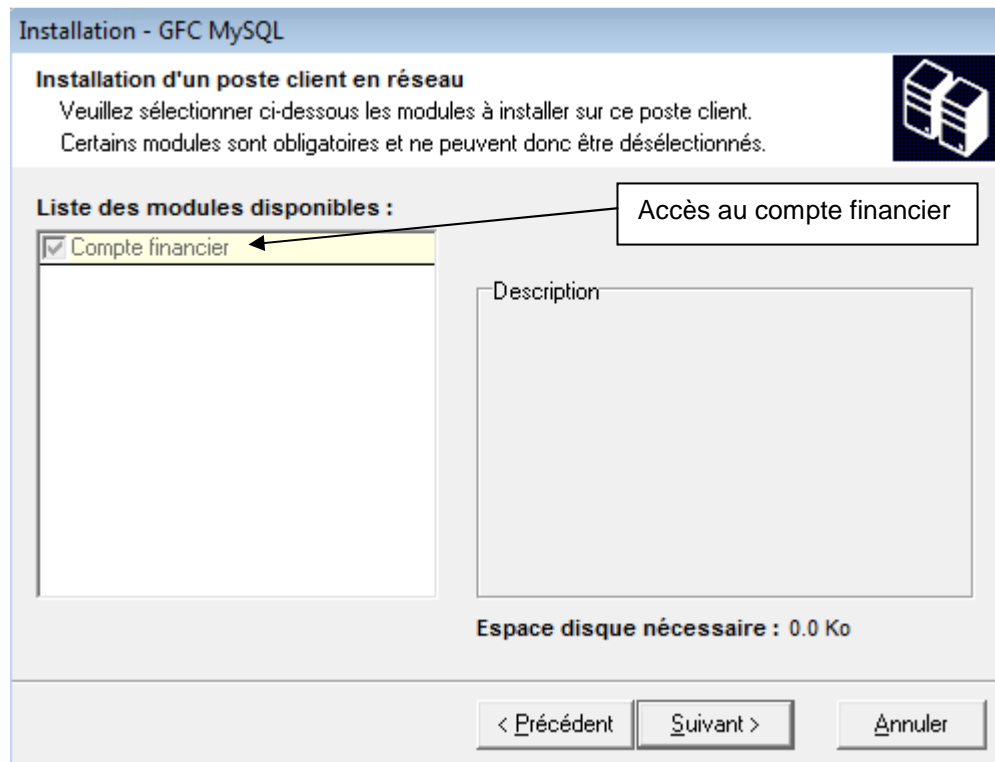 Installation - GFC MySQL
Installation d'un poste client en réseau
Veuillez sélectionner ci-dessous les modules à installer sur ce poste client.
Certains modules sont obligatoires et ne peuvent donc être désélectionnés.
Liste des modules disponibles :
Accès au compte financier
Compte financier
Description
Espace disque nécessaire : 0.0 Ko
< Précédent
Suivant >
Annuler